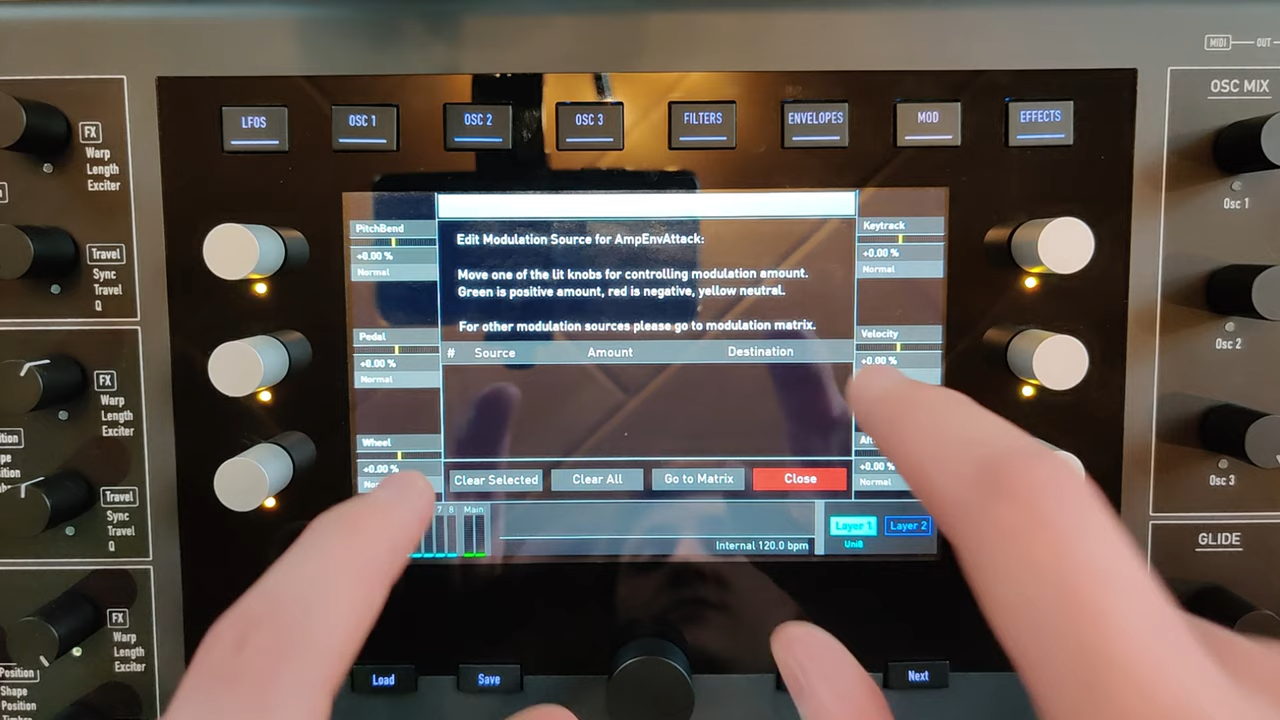 MIDI OUT
OSC MIX
LFOS
OSC 1
OSC 2
OSC 3
FILTERS
ENVELOPES
MOD
EFFECTS
FX
Warp
Length
Exciter
Osc 1
Travel
Sync
Travel
Q
PitchBend
+0.00 %
Normal
Edit Modulation Source for AmpEnvAttack:
Move one of the lit knobs for controlling modulation amount.
Green is positive amount, red is negative, yellow neutral.
For other modulation sources please go to modulation matrix.
Keytrack
+0.00 %
Normal
Pedal
+0.00 %
Normal
# Source Amount Destination
Velocity
+0.00 %
Osc 2
FX
Warp
Length
Exciter
Wheel
+0.00 %
Clear Selected
Clear All
Go to Matrix
Close
+0.00 %
Normal
Osc 3
Travel
Sync
Travel
Q
7 8 Main
Internal 120.0 bpm
Layer 1
Layer 2
Uni8
GLIDE
FX
Warp
Length
Exciter
Position
Shape
Position
Load
Save
Next